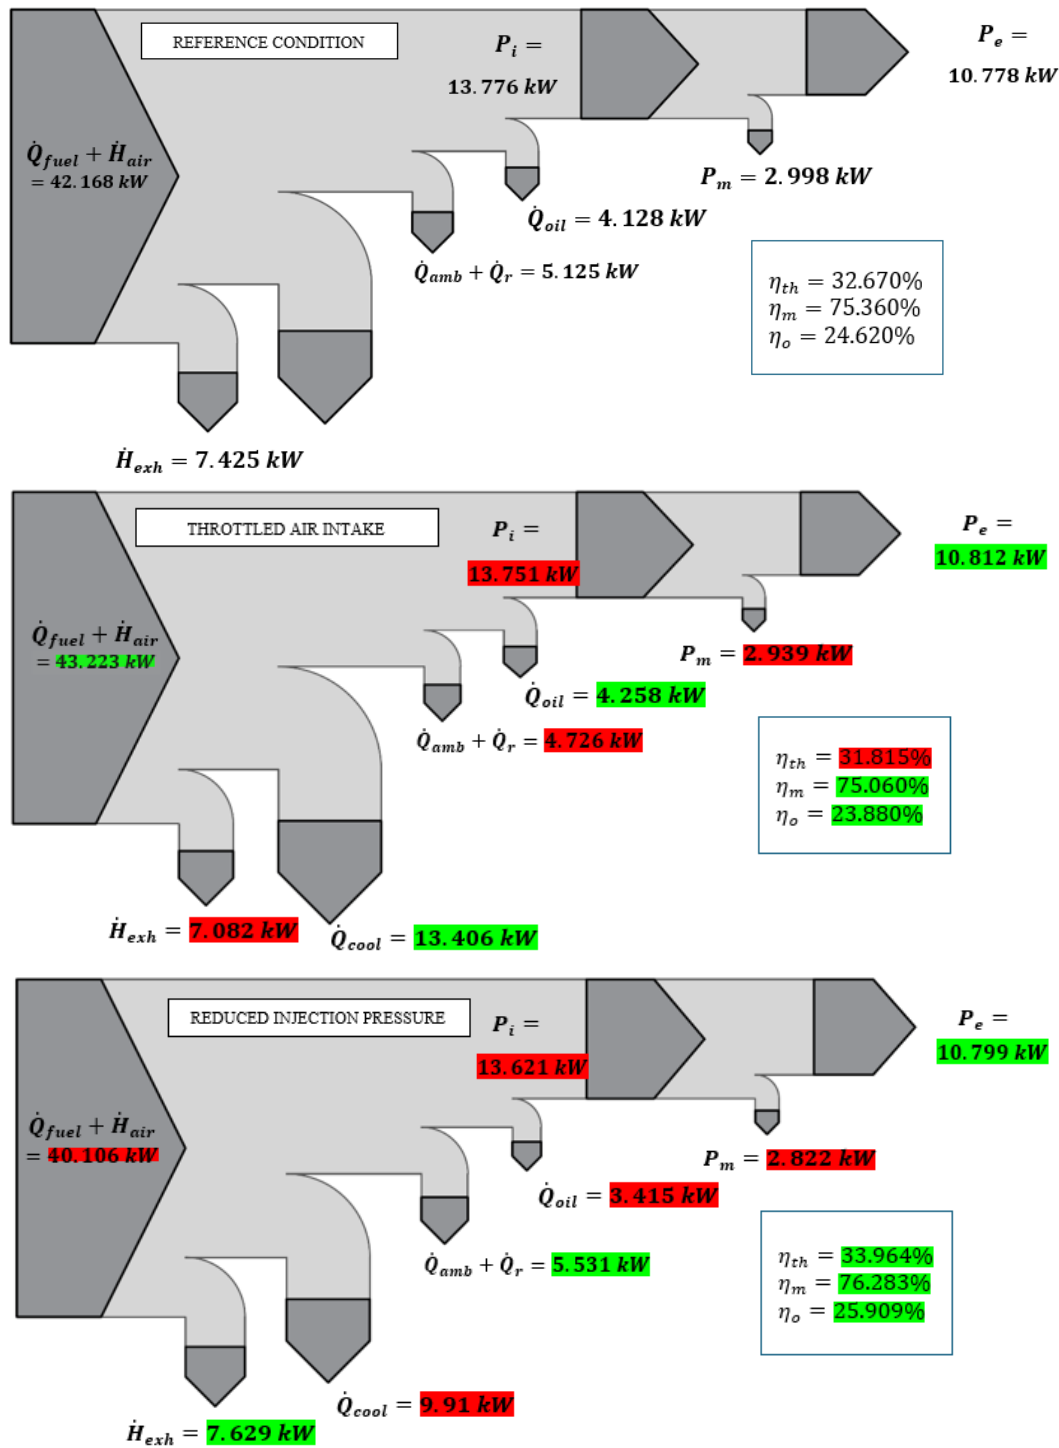 REFERENCE CONDITION
P_i =
13.776 kW
P_e =
10.778 kW
Q̇_fuel + Ḣ_air
= 42.168 kW
P_m = 2.998 kW
Q̇_oil = 4.128 kW
Q̇_amb + Q̇_r = 5.125 kW
η_th = 32.670%
η_m = 75.360%
η_o = 24.620%
Ḣ_exh = 7.425 kW
THROTTLED AIR INTAKE
P_i =
13.751 kW
P_e =
10.812 kW
Q̇_fuel + Ḣ_air
= 43.223 kW
P_m = 2.939 kW
Q̇_oil = 4.258 kW
Q̇_amb + Q̇_r = 4.726 kW
η_th = 31.815%
η_m = 75.060%
η_o = 23.880%
Ḣ_exh = 7.082 kW
Q̇_cool = 13.406 kW
REDUCED INJECTION PRESSURE
P_i =
13.621 kW
P_e =
10.799 kW
Q̇_fuel + Ḣ_air
= 40.106 kW
P_m = 2.822 kW
Q̇_oil = 3.415 kW
Q̇_amb + Q̇_r = 5.531 kW
η_th = 33.964%
η_m = 76.283%
η_o = 25.909%
Q̇_cool = 9.91 kW
Ḣ_exh = 7.629 kW